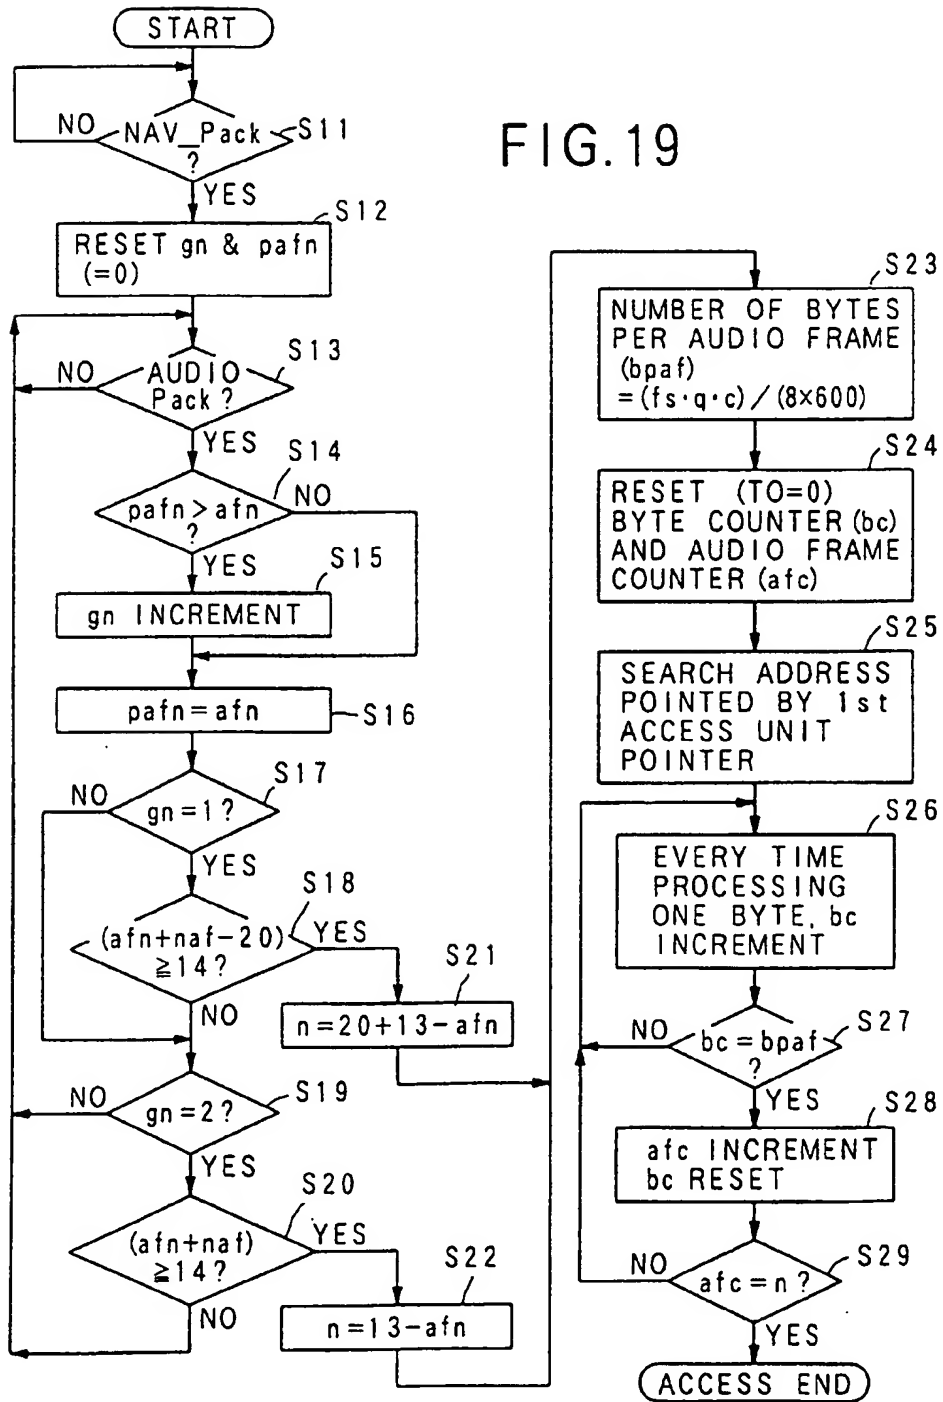 FIG.19
START
NAV_Pack
?
S11
NO
YES
S12
RESET gn & pafn
(=0)
S13
AUDIO
Pack?
NO
YES
S14
pafn>afn
?
NO
YES
S15
gn INCREMENT
pafn=afn
S16
S17
gn=1?
NO
YES
S18
(afn+naf-20)
≧14?
YES
NO
S21
n=20+13-afn
S19
gn=2?
NO
YES
S20
(afn+naf)
≧14?
YES
NO
S22
n=13-afn
S23
NUMBER OF BYTES
PER AUDIO FRAME
(bpaf)
=(fs·q·c)/(8×600)
S24
RESET (TO=0)
BYTE COUNTER(bc)
AND AUDIO FRAME
COUNTER(afc)
S25
SEARCH ADDRESS
POINTED BY 1st
ACCESS UNIT
POINTER
S26
EVERY TIME
PROCESSING
ONE BYTE, bc
INCREMENT
S27
bc=bpaf
?
NO
YES
S28
afc INCREMENT
bc RESET
S29
afc=n?
NO
YES
ACCESS END